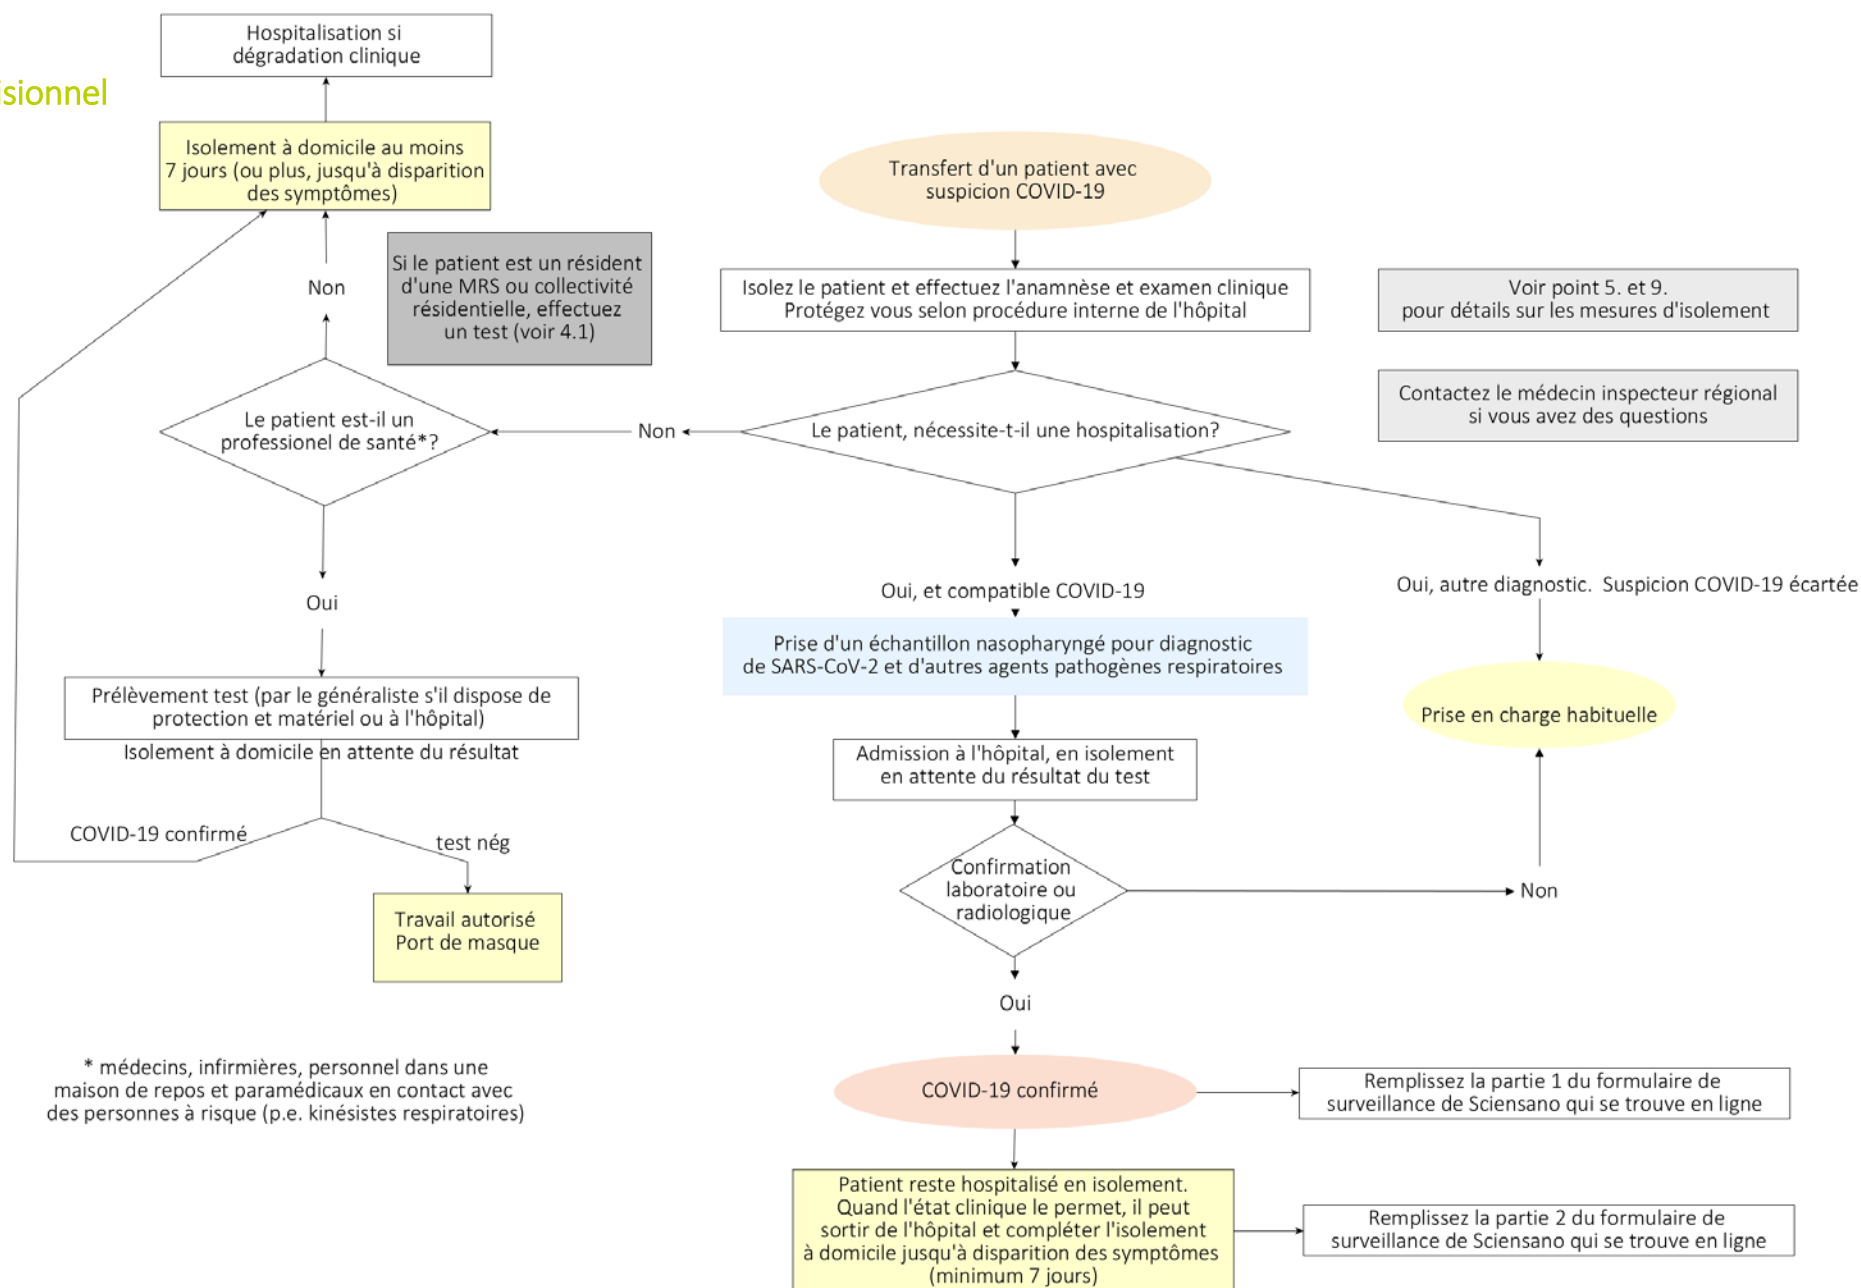 Hospitalisation si
dégradation clinique
isionnel
Isolement à domicile au moins
7 jours (ou plus, jusqu'à disparition
des symptômes)
Transfert d'un patient avec
suspicion COVID-19
Si le patient est un résident
d'une MRS ou collectivité
résidentielle, effectuez
un test (voir 4.1)
Non
Isolez le patient et effectuez l'anamnèse et examen clinique
Protégez vous selon procédure interne de l'hôpital
Voir point 5. et 9.
pour détails sur les mesures d'isolement
Contactez le médecin inspecteur régional
si vous avez des questions
Le patient est-il un
professionel de santé*?
Non
Le patient, nécessite-t-il une hospitalisation?
Oui
Oui, et compatible COVID-19
Oui, autre diagnostic. Suspicion COVID-19 écartée
Prise d'un échantillon nasopharyngé pour diagnostic
de SARS-CoV-2 et d'autres agents pathogènes respiratoires
Prélèvement test (par le généraliste s'il dispose de
protection et matériel ou à l'hôpital)
Isolement à domicile en attente du résultat
Prise en charge habituelle
Admission à l'hôpital, en isolement
en attente du résultat du test
COVID-19 confirmé
test nég
Confirmation
laboratoire ou
radiologique
Non
Travail autorisé
Port de masque
Oui
* médecins, infirmières, personnel dans une
maison de repos et paramédicaux en contact avec
des personnes à risque (p.e. kinésistes respiratoires)
COVID-19 confirmé
Remplissez la partie 1 du formulaire de
surveillance de Sciensano qui se trouve en ligne
Patient reste hospitalisé en isolement.
Quand l'état clinique le permet, il peut
sortir de l'hôpital et compléter l'isolement
à domicile jusqu'à disparition des symptômes
(minimum 7 jours)
Remplissez la partie 2 du formulaire de
surveillance de Sciensano qui se trouve en ligne